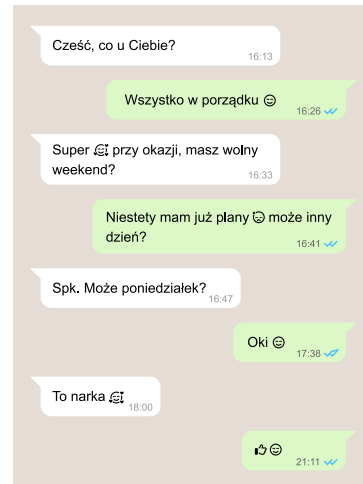 Cześć, co u Ciebie?
16:13
Wszystko w porządku 😊
16:26
Super 🥰 przy okazji, masz wolny
weekend?
16:33
Niestety mam już plany 😥 może inny
dzień?
16:41
Spk. Może poniedziałek?
16:47
Oki 😊
17:38
To narka 🥰
18:00
👍😊
21:11